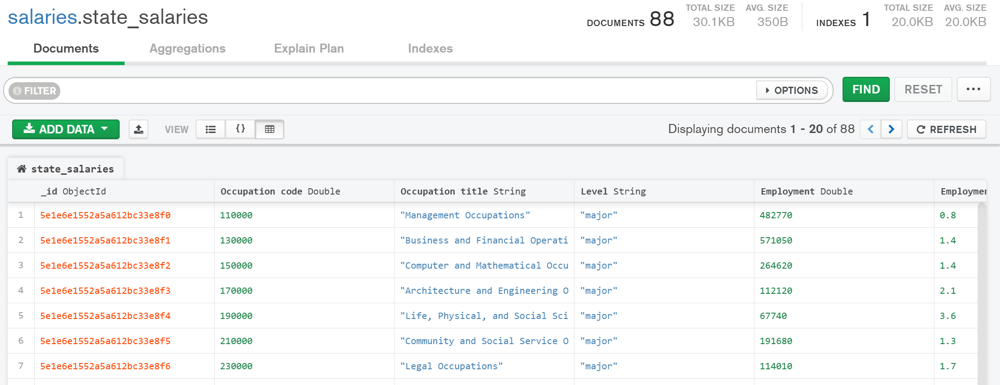 salaries.state_salaries
DOCUMENTS 88 TOTAL SIZE 30.1KB AVG. SIZE 350B INDEXES 1 TOTAL SIZE 20.0KB AVG. SIZE 20.0KB
Documents Aggregations Explain Plan Indexes
FILTER OPTIONS FIND RESET ...
ADD DATA VIEW {} Displaying documents 1 - 20 of 88 REFRESH
state_salaries
_id ObjectId Occupation code Double Occupation title String Level String Employment Double Employmen
1 5e1e6e1552a5a612bc33e8f0 110000 "Management Occupations" "major" 482770 0.8
2 5e1e6e1552a5a612bc33e8f1 130000 "Business and Financial Operati "major" 571050 1.4
3 5e1e6e1552a5a612bc33e8f2 150000 "Computer and Mathematical Occu "major" 264620 1.4
4 5e1e6e1552a5a612bc33e8f3 170000 "Architecture and Engineering O "major" 112120 2.1
5 5e1e6e1552a5a612bc33e8f4 190000 "Life, Physical, and Social Sci "major" 67740 3.6
6 5e1e6e1552a5a612bc33e8f5 210000 "Community and Social Service O "major" 191680 1.3
7 5e1e6e1552a5a612bc33e8f6 230000 "Legal Occupations" "major" 114010 1.7